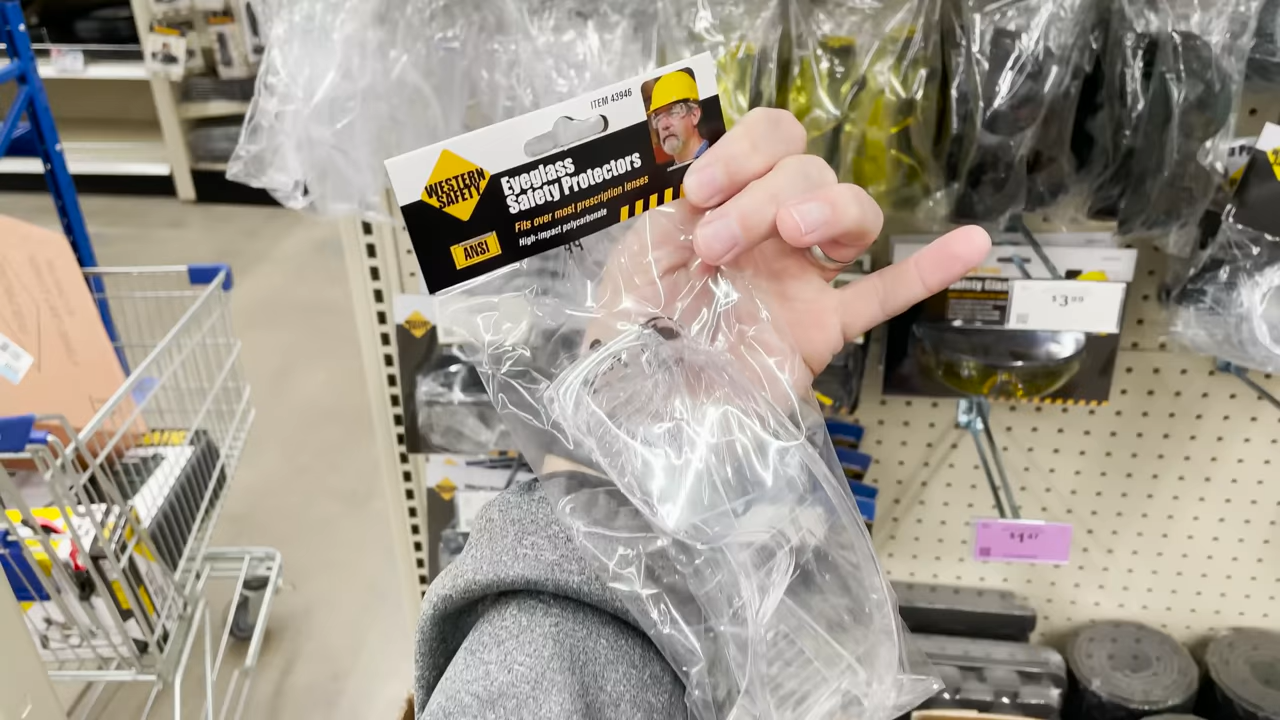 ITEM 43946
WESTERN
SAFETY
Eyeglass
Safety Protectors
Fits over most prescription lenses
High-impact polycarbonate
ANSI
$3.99